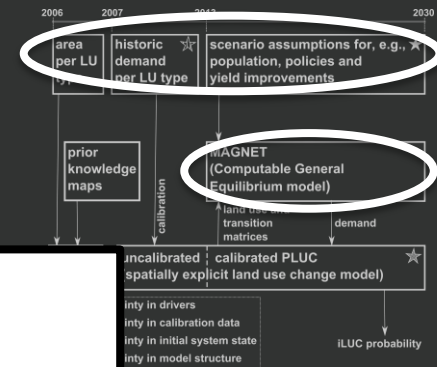 2006 2007 2030
area
per LU
historic
demand
per LU type
scenario assumptions for, e.g.,
population, policies and
yield improvements
prior
knowledge
maps
calibration
MAGNET
(Computable General
Equilibrium model)
land use
transition
matrices
demand
uncalibrated calibrated PLUC
(spatially explicit land use change model)
inty in drivers
inty in calibration data
inty in initial system state
inty in model structure
iLUC probability